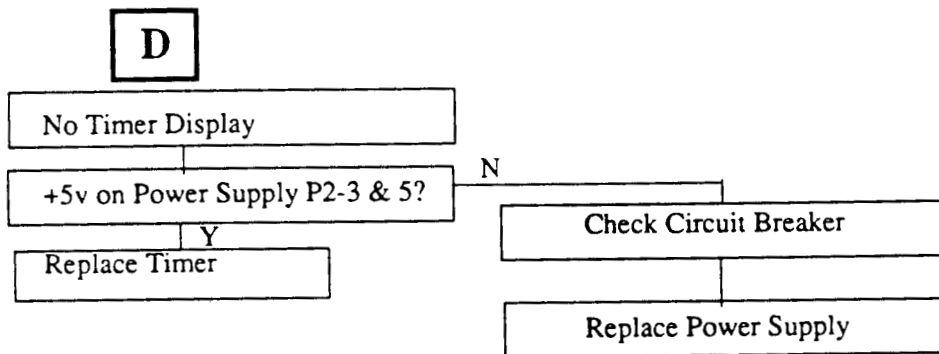 D
No Timer Display
+5v on Power Supply P2-3 & 5?
N
Y
Check Circuit Breaker
Replace Timer
Replace Power Supply